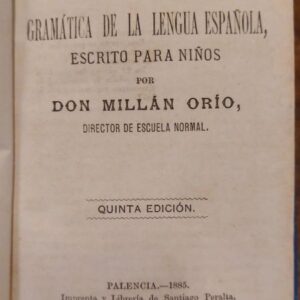 GRAMÁTICA DE LA LENGUA ESPAÑOLA,
ESCRITO PARA NIÑOS
POR
DON MILLÁN ORÍO,
DIRECTOR DE ESCUELA NORMAL.
QUINTA EDICIÓN.
PALENCIA.—1885.
Imprenta y Librería de Santiago Peralta,